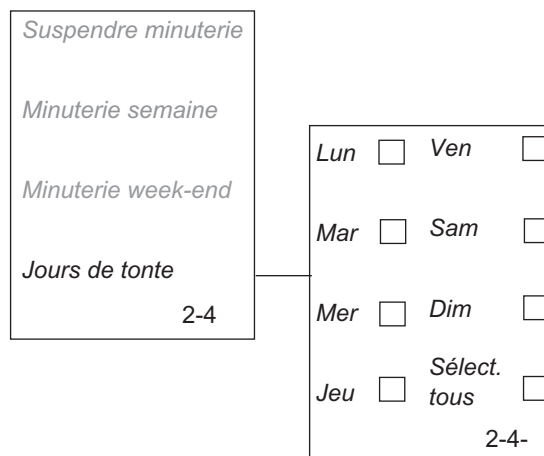 Suspendre minuterie
Minuterie semaine
Minuterie week-end
Jours de tonte
2-4
Lun
Ven
Mar
Sam
Mer
Dim
Jeu
Sélect.
tous
2-4-